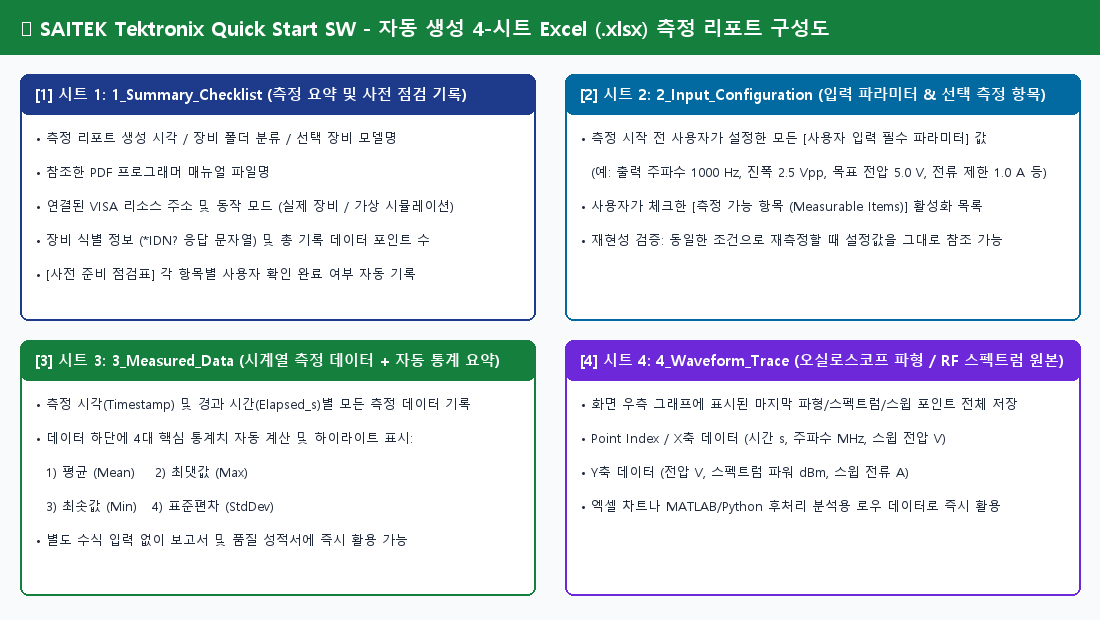 SAITEK Tektronix Quick Start SW - 자동 생성 4-시트 Excel (.xlsx) 측정 리포트 구성도
[1] 시트 1: 1_Summary_Checklist (측정 요약 및 사전 점검 기록)
• 측정 리포트 생성 시각 / 장비 폴더 분류 / 선택 장비 모델명
• 참조한 PDF 프로그래머 매뉴얼 파일명
• 연결된 VISA 리소스 주소 및 동작 모드 (실제 장비 / 가상 시뮬레이션)
• 장비 식별 정보 (*IDN? 응답 문자열) 및 총 기록 데이터 포인트 수
• [사전 준비 점검표] 각 항목별 사용자 확인 완료 여부 자동 기록
[2] 시트 2: 2_Input_Configuration (입력 파라미터 & 선택 측정 항목)
• 측정 시작 전 사용자가 설정한 모든 [사용자 입력 필수 파라미터] 값
(예: 출력 주파수 1000 Hz, 진폭 2.5 Vpp, 목표 전압 5.0 V, 전류 제한 1.0 A 등)
• 사용자가 체크한 [측정 가능 항목 (Measurable Items)] 활성화 목록
• 재현성 검증: 동일한 조건으로 재측정할 때 설정값을 그대로 참조 가능
[3] 시트 3: 3_Measured_Data (시계열 측정 데이터 + 자동 통계 요약)
• 측정 시각(Timestamp) 및 경과 시간(Elapsed_s)별 모든 측정 데이터 기록
• 데이터 하단에 4대 핵심 통계치 자동 계산 및 하이라이트 표시:
1) 평균 (Mean) 2) 최댓값 (Max)
3) 최솟값 (Min) 4) 표준편차 (StdDev)
• 별도 수식 입력 없이 보고서 및 품질 성적서에 즉시 활용 가능
[4] 시트 4: 4_Waveform_Trace (오실로스코프 파형 / RF 스펙트럼 원본)
• 화면 우측 그래프에 표시된 마지막 파형/스펙트럼/스윕 포인트 전체 저장
• Point Index / X축 데이터 (시간 s, 주파수 MHz, 스윕 전압 V)
• Y축 데이터 (전압 V, 스펙트럼 파워 dBm, 스윕 전류 A)
• 엑셀 차트나 MATLAB/Python 후처리 분석용 로우 데이터로 즉시 활용